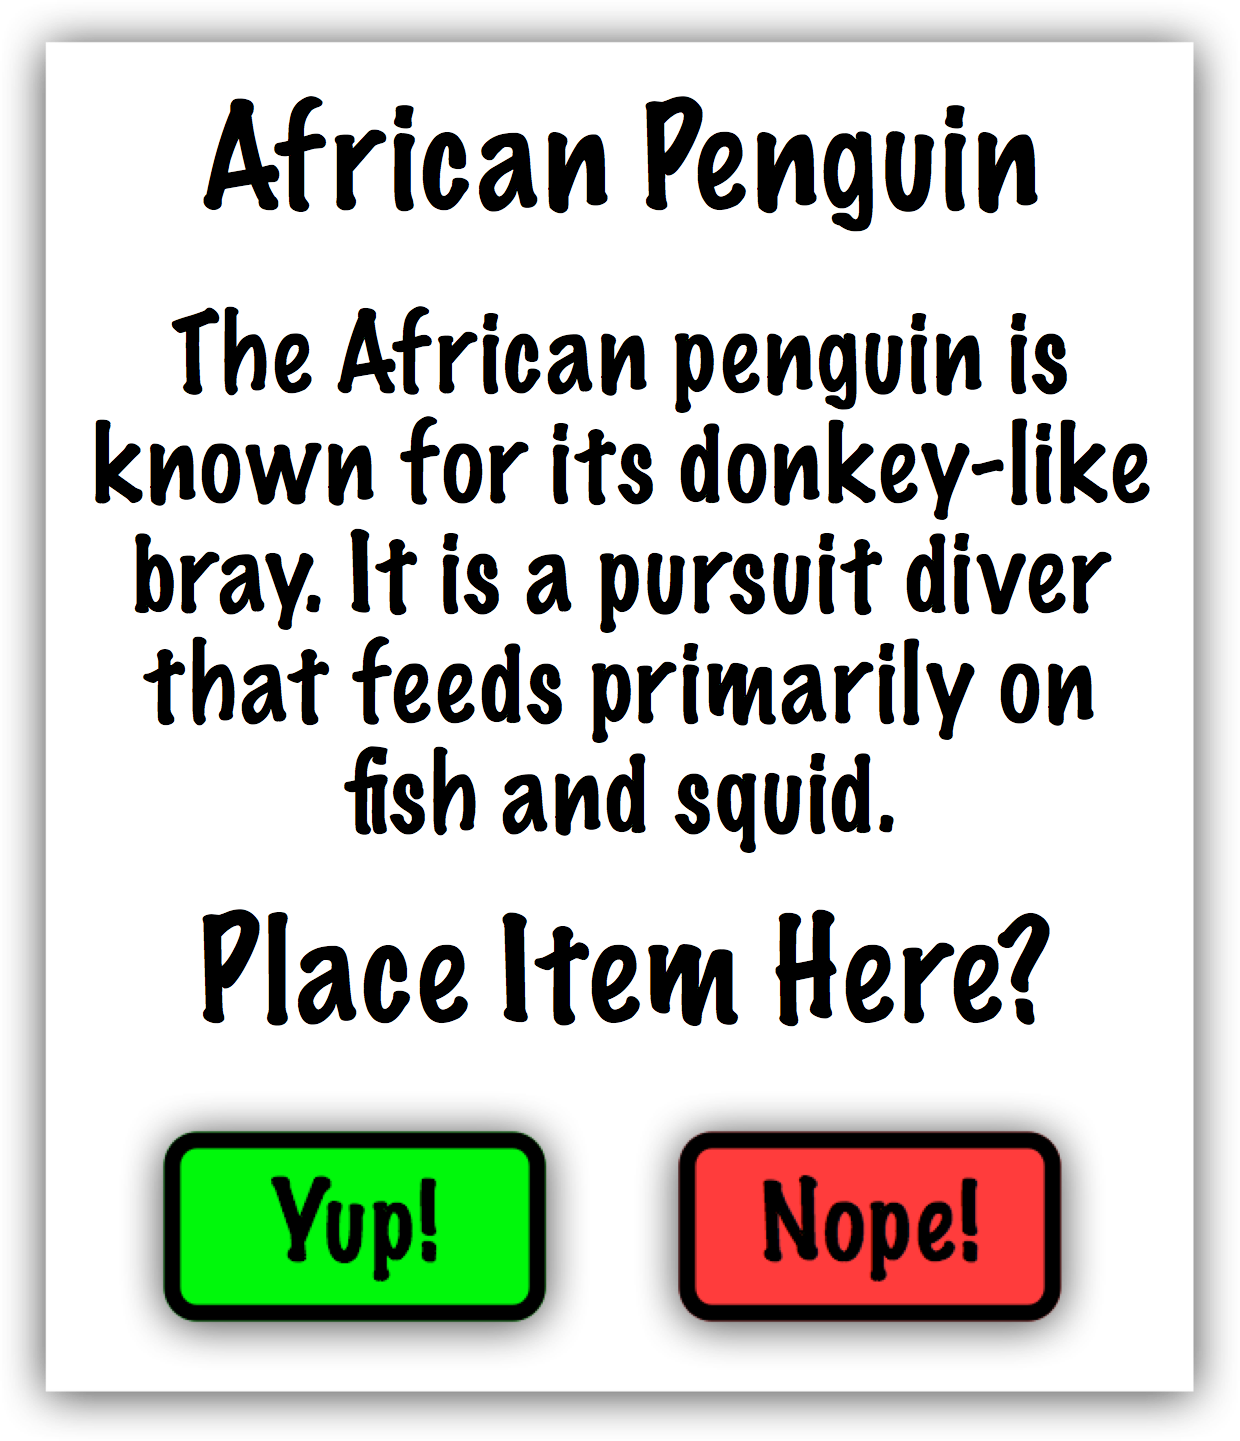 African Penguin
The African penguin is
known for its donkey-like
bray. It is a pursuit diver
that feeds primarily on
fish and squid.
Place Item Here?
Yup!
Nope!